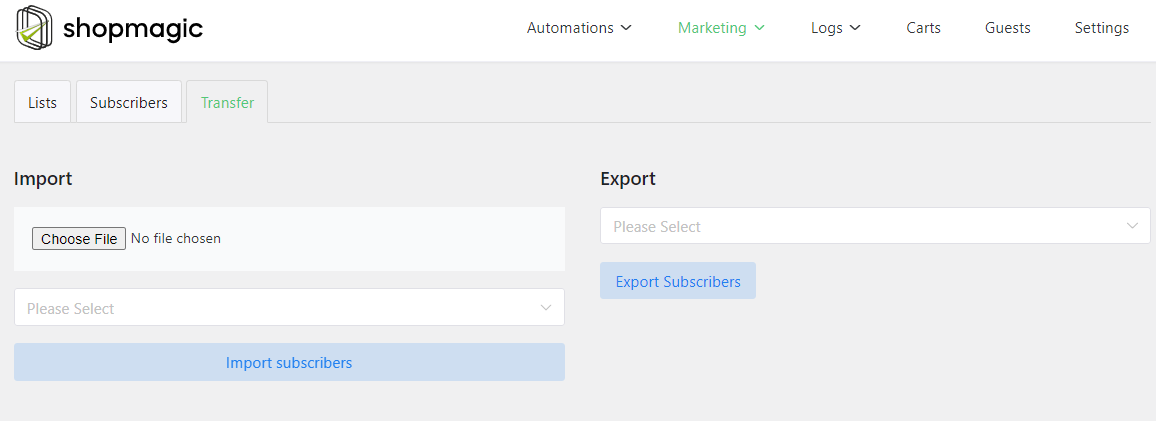 shopmagic
Automations Marketing Logs Carts Guests Settings
Lists Subscribers Transfer
Import
Choose File No file chosen
Please Select
Import subscribers
Export
Please Select
Export Subscribers